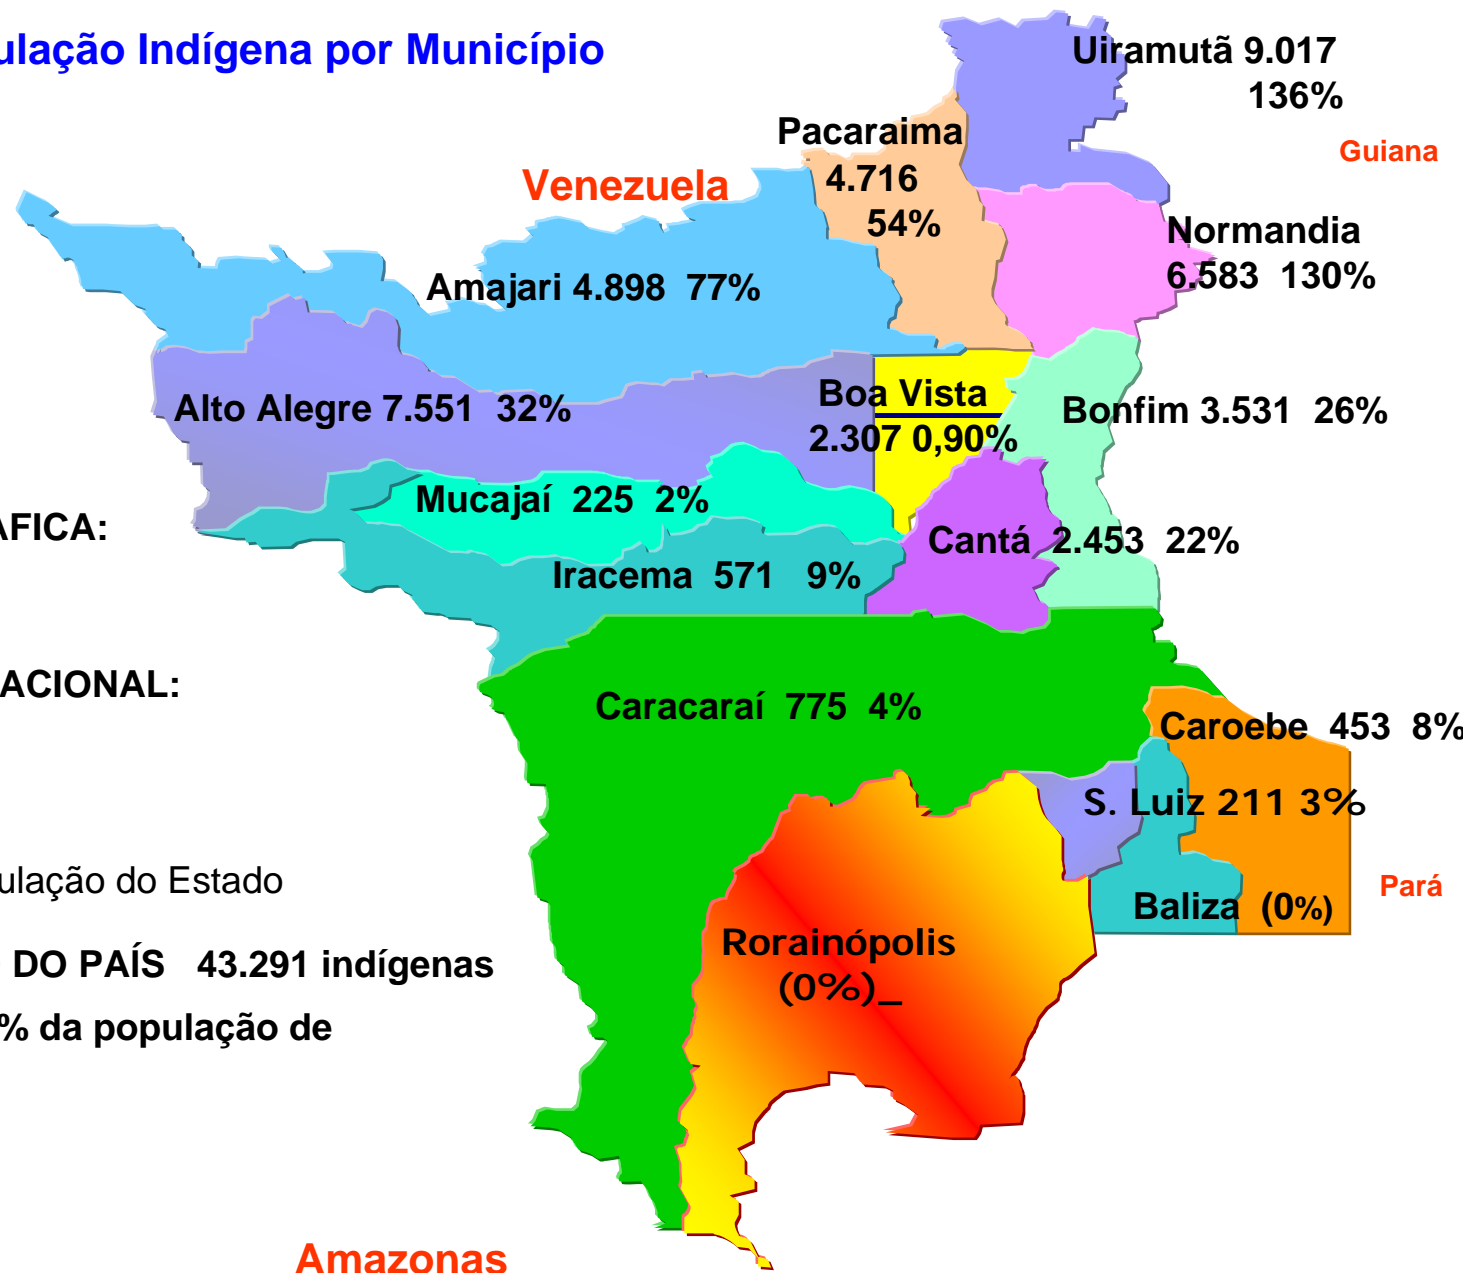 ulação Indígena por Município
Uiramutã 9.017
136%
Pacaraima
4.716
54%
Guiana
Venezuela
Normandia
6.583 130%
Amajari 4.898 77%
Alto Alegre 7.551 32%
Boa Vista
2.307 0,90%
Bonfim 3.531 26%
Mucajaí 225 2%
AFICA:
Cantá 2.453 22%
Iracema 571 9%
ACIONAL:
Caracaraí 775 4%
Caroebe 453 8%
S. Luiz 211 3%
ulação do Estado
Pará
Baliza (0%)
Rorainópolis
(0%)_
DO PAÍS 43.291 indígenas
% da população de
Amazonas